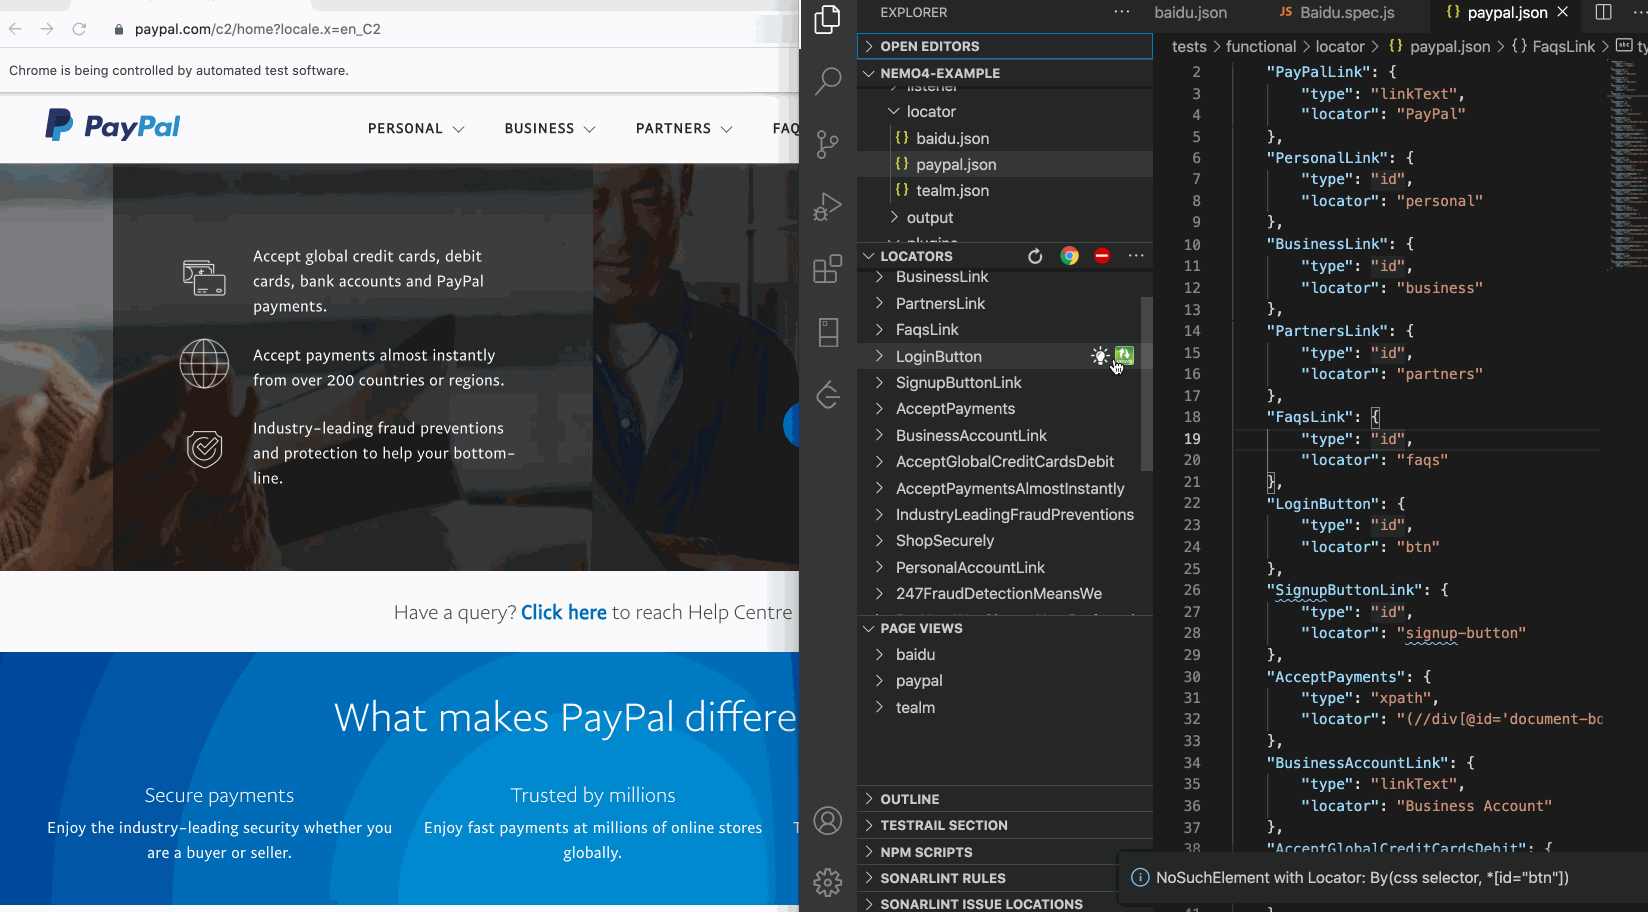 paypal.com/c2/home?locale.x=en_C2
Chrome is being controlled by automated test software.
PayPal
PERSONAL
BUSINESS
PARTNERS
FAQ
Accept global credit cards, debit
cards, bank accounts and PayPal
payments.
Accept payments almost instantly
from over 200 countries or regions.
Industry-leading fraud preventions
and protection to help your bottom-
line.
Have a query? Click here to reach Help Centre
What makes PayPal differe
Secure payments
Enjoy the industry-leading security whether you
are a buyer or seller.
Trusted by millions
Enjoy fast payments at millions of online stores
globally.
T
EXPLORER
OPEN EDITORS
NEMO4-EXAMPLE
listener
locator
{} baidu.json
{} paypal.json
{} tealm.json
output
plugins
LOCATORS
BusinessLink
PartnersLink
FaqsLink
LoginButton
SignupButtonLink
AcceptPayments
BusinessAccountLink
AcceptGlobalCreditCardsDebit
AcceptPaymentsAlmostInstantly
IndustryLeadingFraudPreventions
ShopSecurely
PersonalAccountLink
247FraudDetectionMeansWe
PAGE VIEWS
baidu
paypal
tealm
OUTLINE
TESTRAIL SECTION
NPM SCRIPTS
SONARLINT RULES
SONARLINT ISSUE LOCATIONS
baidu.json
JS Baidu.spec.js
{} paypal.json
tests > functional > locator > {} paypal.json > {} FaqsLink > abc ty
2 "PayPalLink": {
3 "type": "linkText",
4 "locator": "PayPal"
5 },
6 "PersonalLink": {
7 "type": "id",
8 "locator": "personal"
9 },
10 "BusinessLink": {
11 "type": "id",
12 "locator": "business"
13 },
14 "PartnersLink": {
15 "type": "id",
16 "locator": "partners"
17 },
18 "FaqsLink": {
19 "type": "id",
20 "locator": "faqs"
21 },
22 "LoginButton": {
23 "type": "id",
24 "locator": "btn"
25 },
26 "SignupButtonLink": {
27 "type": "id",
28 "locator": "signup-button"
29 },
30 "AcceptPayments": {
31 "type": "xpath",
32 "locator": "(//div[@id='document-bo
33 },
34 "BusinessAccountLink": {
35 "type": "linkText",
36 "locator": "Business Account"
37 },
38 "AcceptGlobalCreditCardsDebit": {
NoSuchElement with Locator: By(css selector, *[id="btn"])
41 }